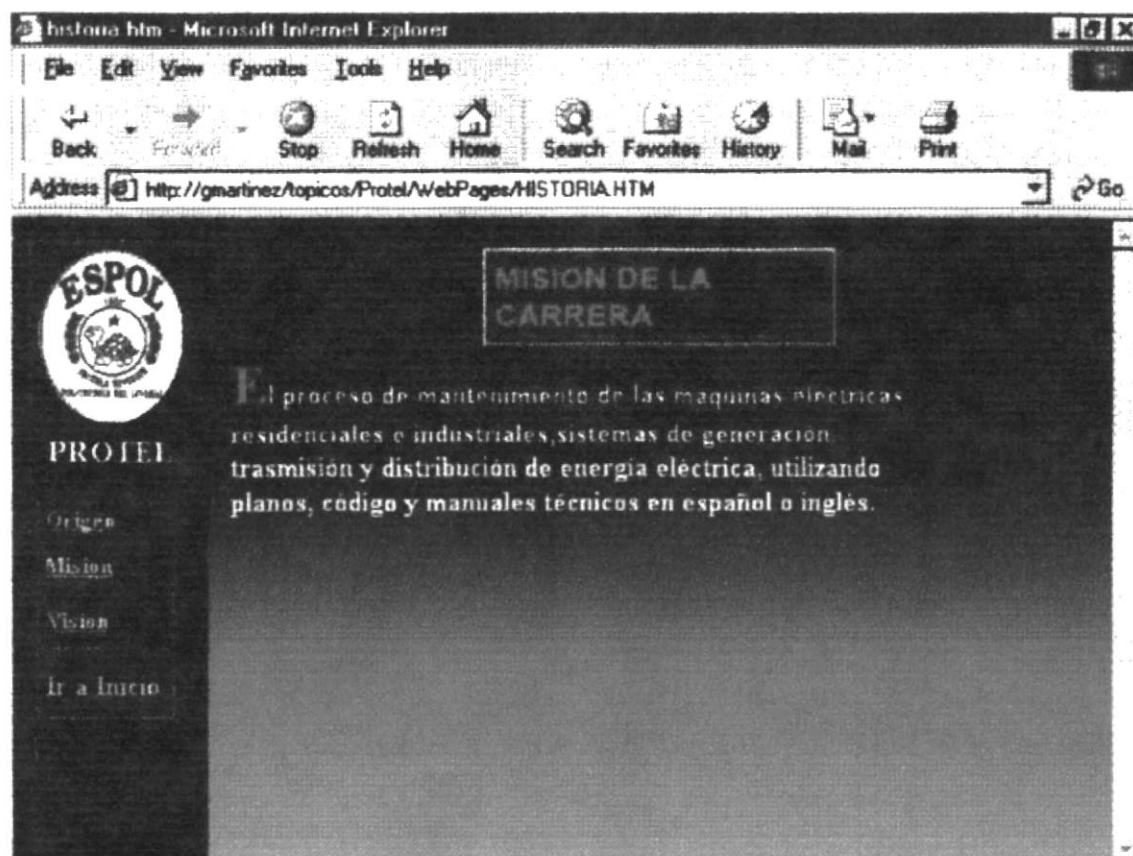 historia htm - Microsoft Internet Explorer
File Edit View Favorites Tools Help
Back Forward Stop Refresh Home Search Favorites History Mail Print
Address http://gmartinez/topicos/Protel/WebPages/HISTORIA.HTM Go
ESPOL
MISION DE LA
CARRERA
El proceso de mantenimiento de las maquinas electricas
residenciales e industriales,sistemas de generación
trasmisión y distribución de energía eléctrica, utilizando
planos, código y manuales técnicos en español o inglés.
PROTEL
Origen
Mision
Vision
Ir a Inicio